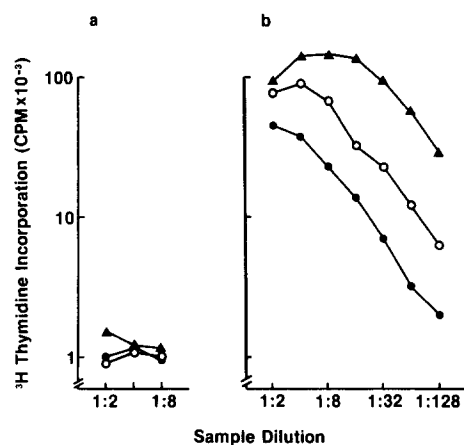 a
b
³H Thymidine Incorporation (CPM x 10⁻³)
100
10
1
1:2
1:8
1:2
1:8
1:32
1:128
Sample Dilution